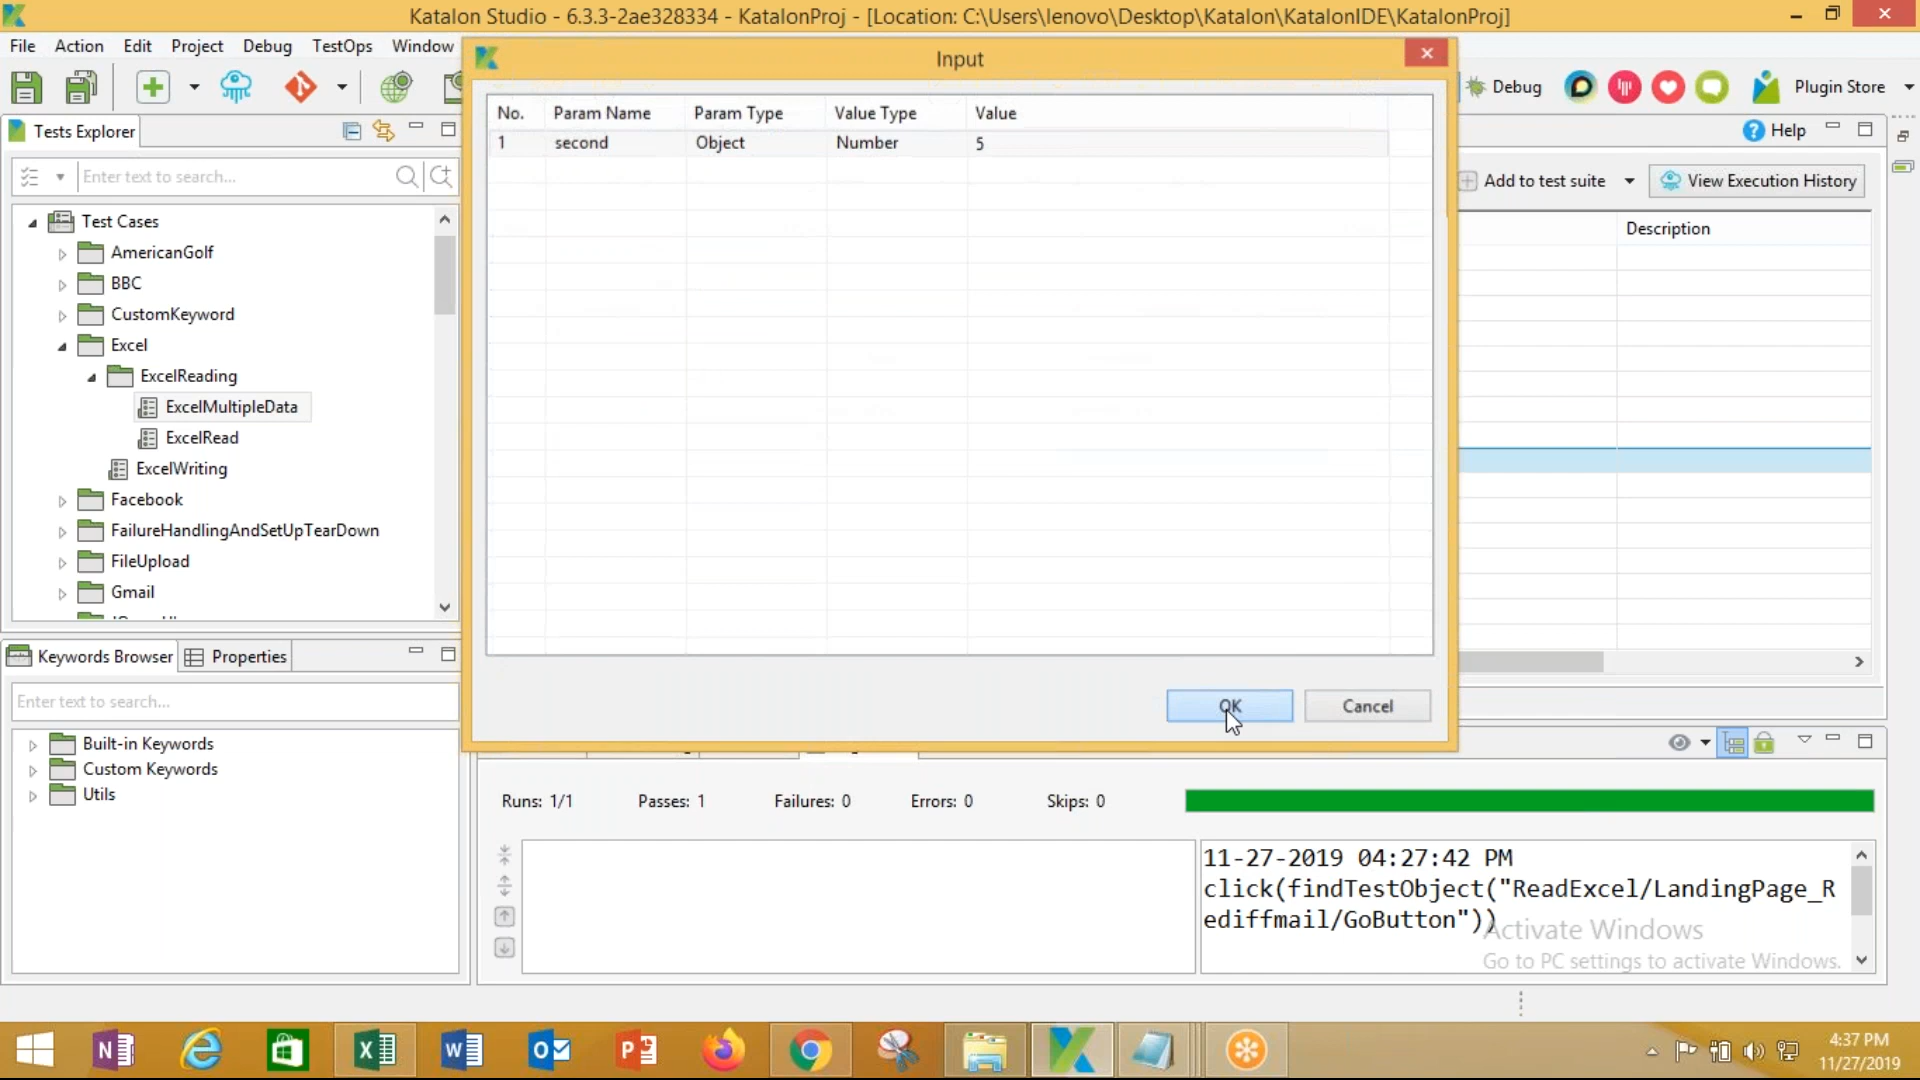 Katalon Studio - 6.3.3-2ae328334 - KatalonProj - [Location: C:\Users\lenovo\Desktop\Katalon\KatalonIDE\KatalonProj]
File Action Edit Project Debug TestOps Window
Input
Debug
Plugin Store
Tests Explorer
Help
Enter text to search...
Add to test suite
View Execution History
No. Param Name Param Type Value Type Value
1 second Object Number 5
Description
Test Cases
AmericanGolf
BBC
CustomKeyword
Excel
ExcelReading
ExcelMultipleData
ExcelRead
ExcelWriting
Facebook
FailureHandlingAndSetUpTearDown
FileUpload
Gmail
Keywords Browser
Properties
Enter text to search...
OK
Cancel
Built-in Keywords
Custom Keywords
Utils
Runs: 1/1 Passes: 1 Failures: 0 Errors: 0 Skips: 0
11-27-2019 04:27:42 PM
click(findTestObject("ReadExcel/LandingPage_R
ediffmail/GoButton"))
Activate Windows
Go to PC settings to activate Windows.
4:37 PM
11/27/2019